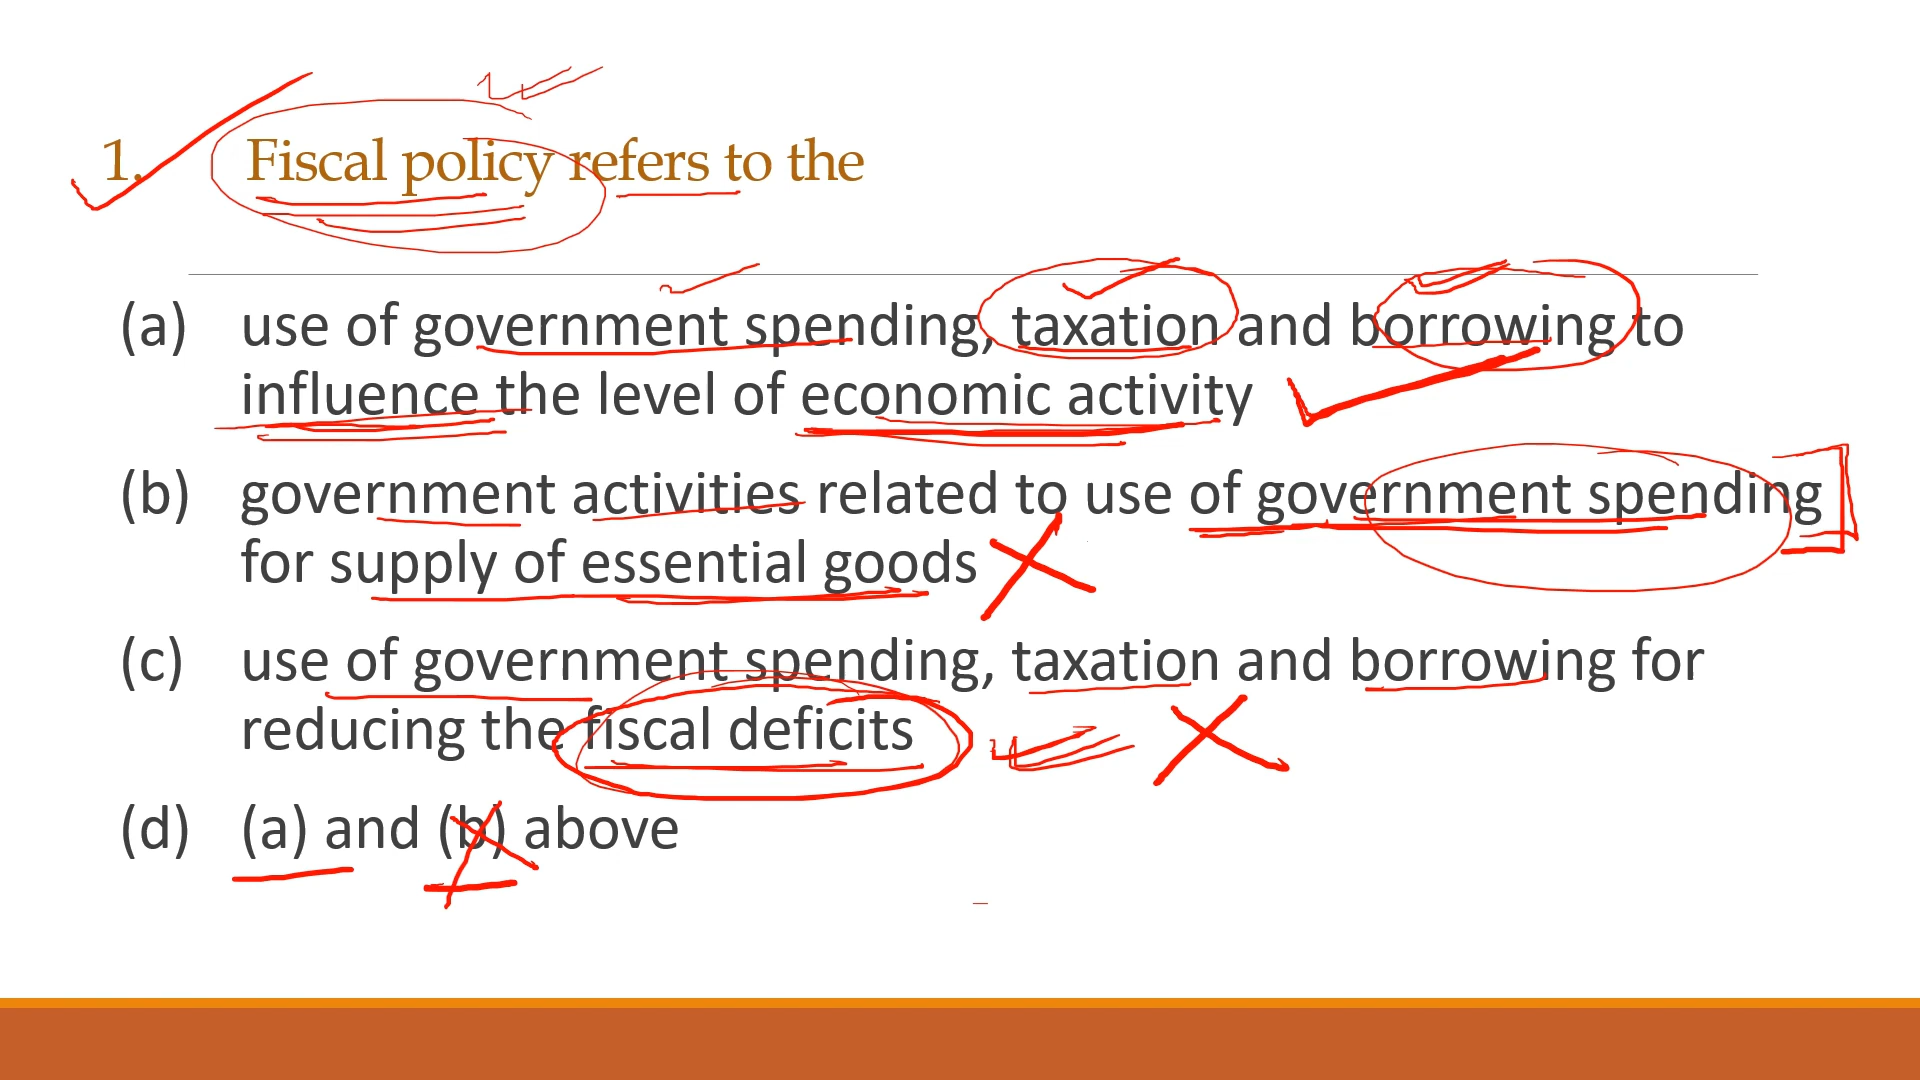 1. Fiscal policy refers to the
(a) use of government spending, taxation and borrowing to
influence the level of economic activity
(b) government activities related to use of government spending
for supply of essential goods
(c) use of government spending, taxation and borrowing for
reducing the fiscal deficits
(d) (a) and (b) above